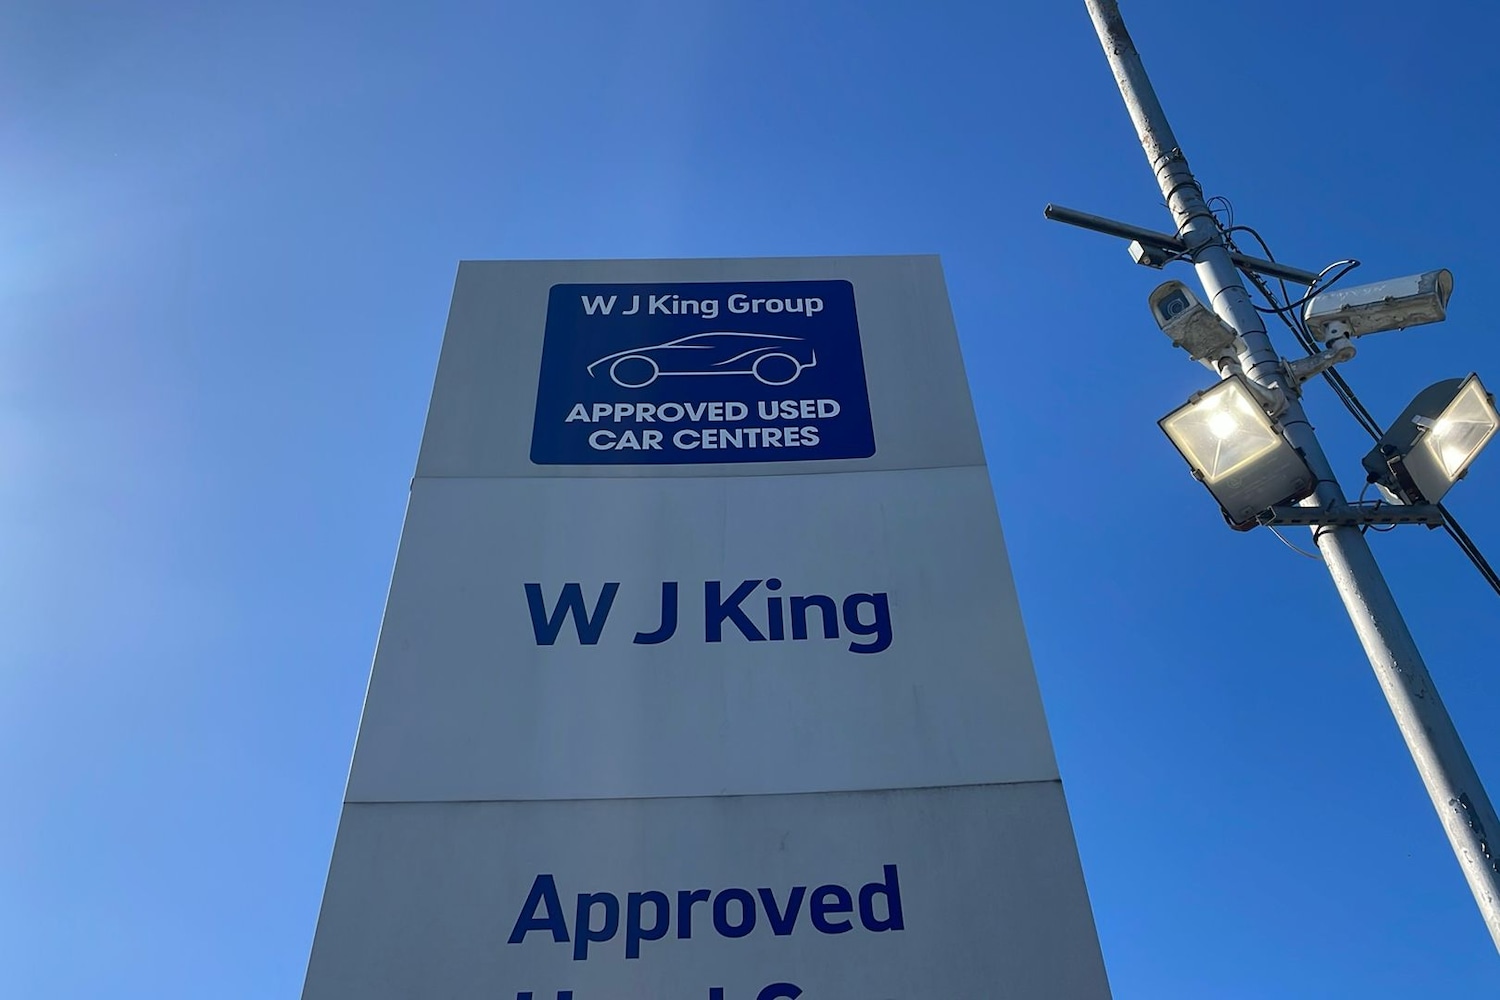 W J King Group
APPROVED USED
CAR CENTRES
W J King
Approved